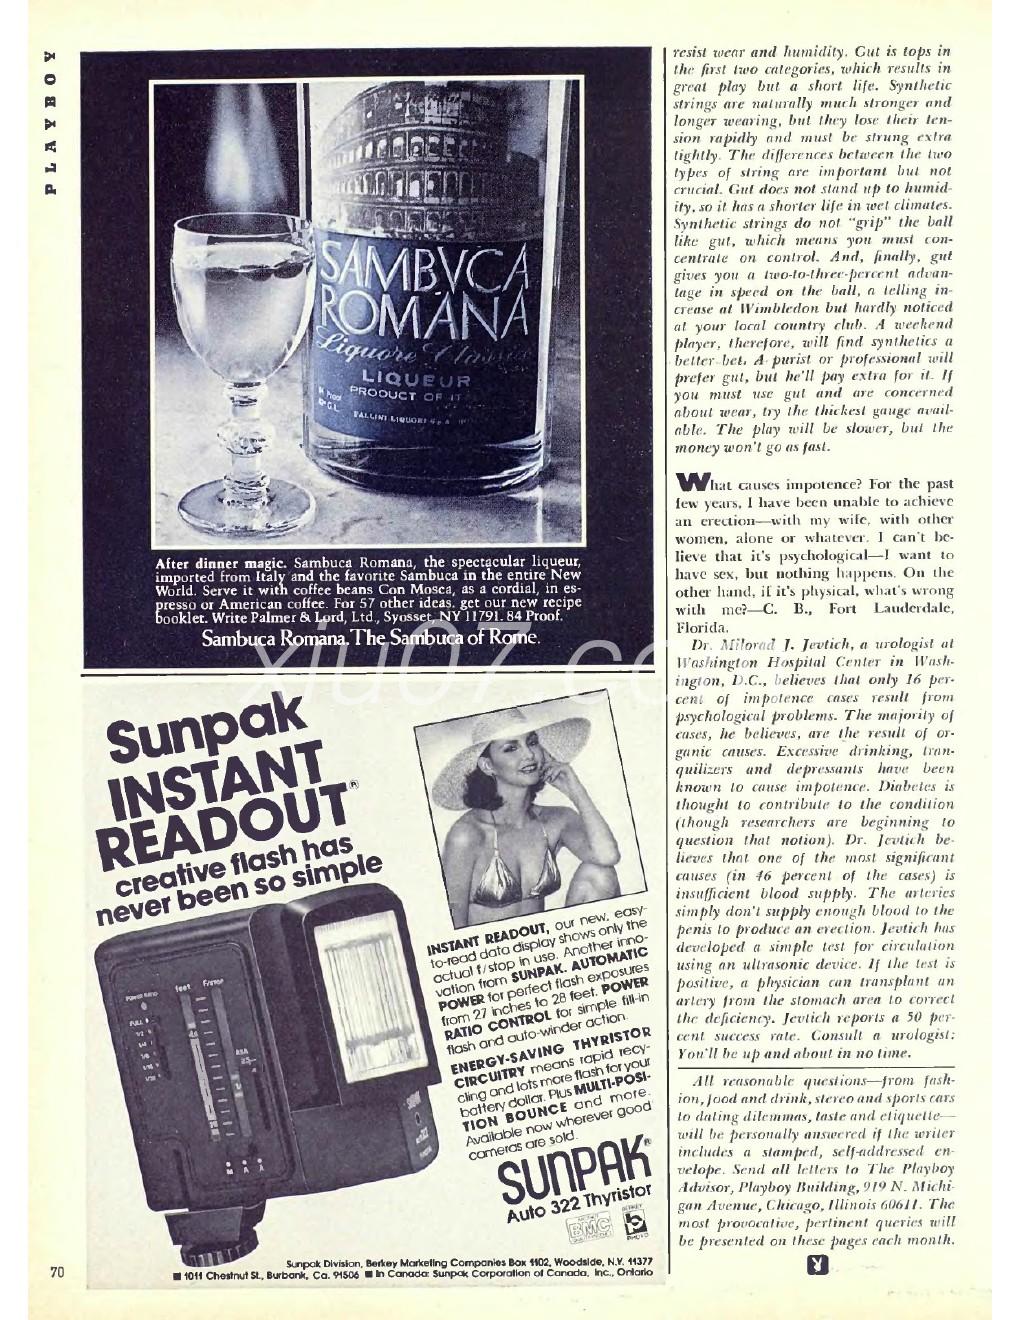 PLAYBOY
SAMBVCA
ROMANA
Liquore Classico
LIQUEUR
PRODUCT OF IT
PALLINI LIQUORI S.p.A.
After dinner magic. Sambuca Romana, the spectacular liqueur,
imported from Italy and the favorite Sambuca in the entire New
World. Serve it with coffee beans Con Mosca, as a cordial, in es-
presso or American coffee. For 57 other ideas, get our new recipe
booklet. Write Palmer & Lord, Ltd., Syosset, NY 11791. 84 Proof.
Sambuca Romana. The Sambuca of Rome.
Sunpak
INSTANT
READOUT®
creative flash has
never been so simple
INSTANT READOUT, our new, easy-
to-read data display shows only the
actual f/stop in use. Another inno-
vation from SUNPAK. AUTOMATIC
POWER for perfect flash exposures
from 27 inches to 28 feet. POWER
RATIO CONTROL for simple fill-in
flash and auto-winder action.
ENERGY-SAVING THYRISTOR
CIRCUITRY means rapid recy-
cling and lots more flash for your
battery dollar. Plus MULTI-POSI-
TION BOUNCE and more.
Available now wherever good
cameras are sold.
SUNPAK®
Auto 322 Thyristor
BMC
POWER RATIO
FULL
1/2
1/4
1/8
feet
F/stop
ASA
M A A
Sunpak Division, Berkey Marketing Companies Box 1102, Woodside, N.Y. 11377
■ 1011 Chestnut St., Burbank, Ca. 91506 ■ In Canada: Sunpak Corporation of Canada, Inc., Ontario
70
resist wear and humidity. Gut is tops in
the first two categories, which results in
great play but a short life. Synthetic
strings are naturally much stronger and
longer wearing, but they lose their ten-
sion rapidly and must be strung extra
tightly. The differences between the two
types of string are important but not
crucial. Gut does not stand up to humid-
ity, so it has a shorter life in wet climates.
Synthetic strings do not "grip" the ball
like gut, which means you must con-
centrate on control. And, finally, gut
gives you a two-to-three-percent advan-
tage in speed on the ball, a telling in-
crease at Wimbledon but hardly noticed
at your local country club. A weekend
player, therefore, will find synthetics a
better bet. A purist or professional will
prefer gut, but he'll pay extra for it. If
you must use gut and are concerned
about wear, try the thickest gauge avail-
able. The play will be slower, but the
money won't go as fast.
What causes impotence? For the past
few years, I have been unable to achieve
an erection—with my wife, with other
women, alone or whatever. I can't be-
lieve that it's psychological—I want to
have sex, but nothing happens. On the
other hand, if it's physical, what's wrong
with me?—C. B., Fort Lauderdale,
Florida.
Dr. Milorad J. Jevtich, a urologist at
Washington Hospital Center in Wash-
ington, D.C., believes that only 16 per-
cent of impotence cases result from
psychological problems. The majority of
cases, he believes, are the result of or-
ganic causes. Excessive drinking, tran-
quilizers and depressants have been
known to cause impotence. Diabetes is
thought to contribute to the condition
(though researchers are beginning to
question that notion). Dr. Jevtich be-
lieves that one of the most significant
causes (in 46 percent of the cases) is
insufficient blood supply. The arteries
simply don't supply enough blood to the
penis to produce an erection. Jevtich has
developed a simple test for circulation
using an ultrasonic device. If the test is
positive, a physician can transplant an
artery from the stomach area to correct
the deficiency. Jevtich reports a 50 per-
cent success rate. Consult a urologist:
You'll be up and about in no time.
All reasonable questions—from fash-
ion, food and drink, stereo and sports cars
to dating dilemmas, taste and etiquette—
will be personally answered if the writer
includes a stamped, self-addressed en-
velope. Send all letters to The Playboy
Advisor, Playboy Building, 919 N. Michi-
gan Avenue, Chicago, Illinois 60611. The
most provocative, pertinent queries will
be presented on these pages each month.
xiu07.co